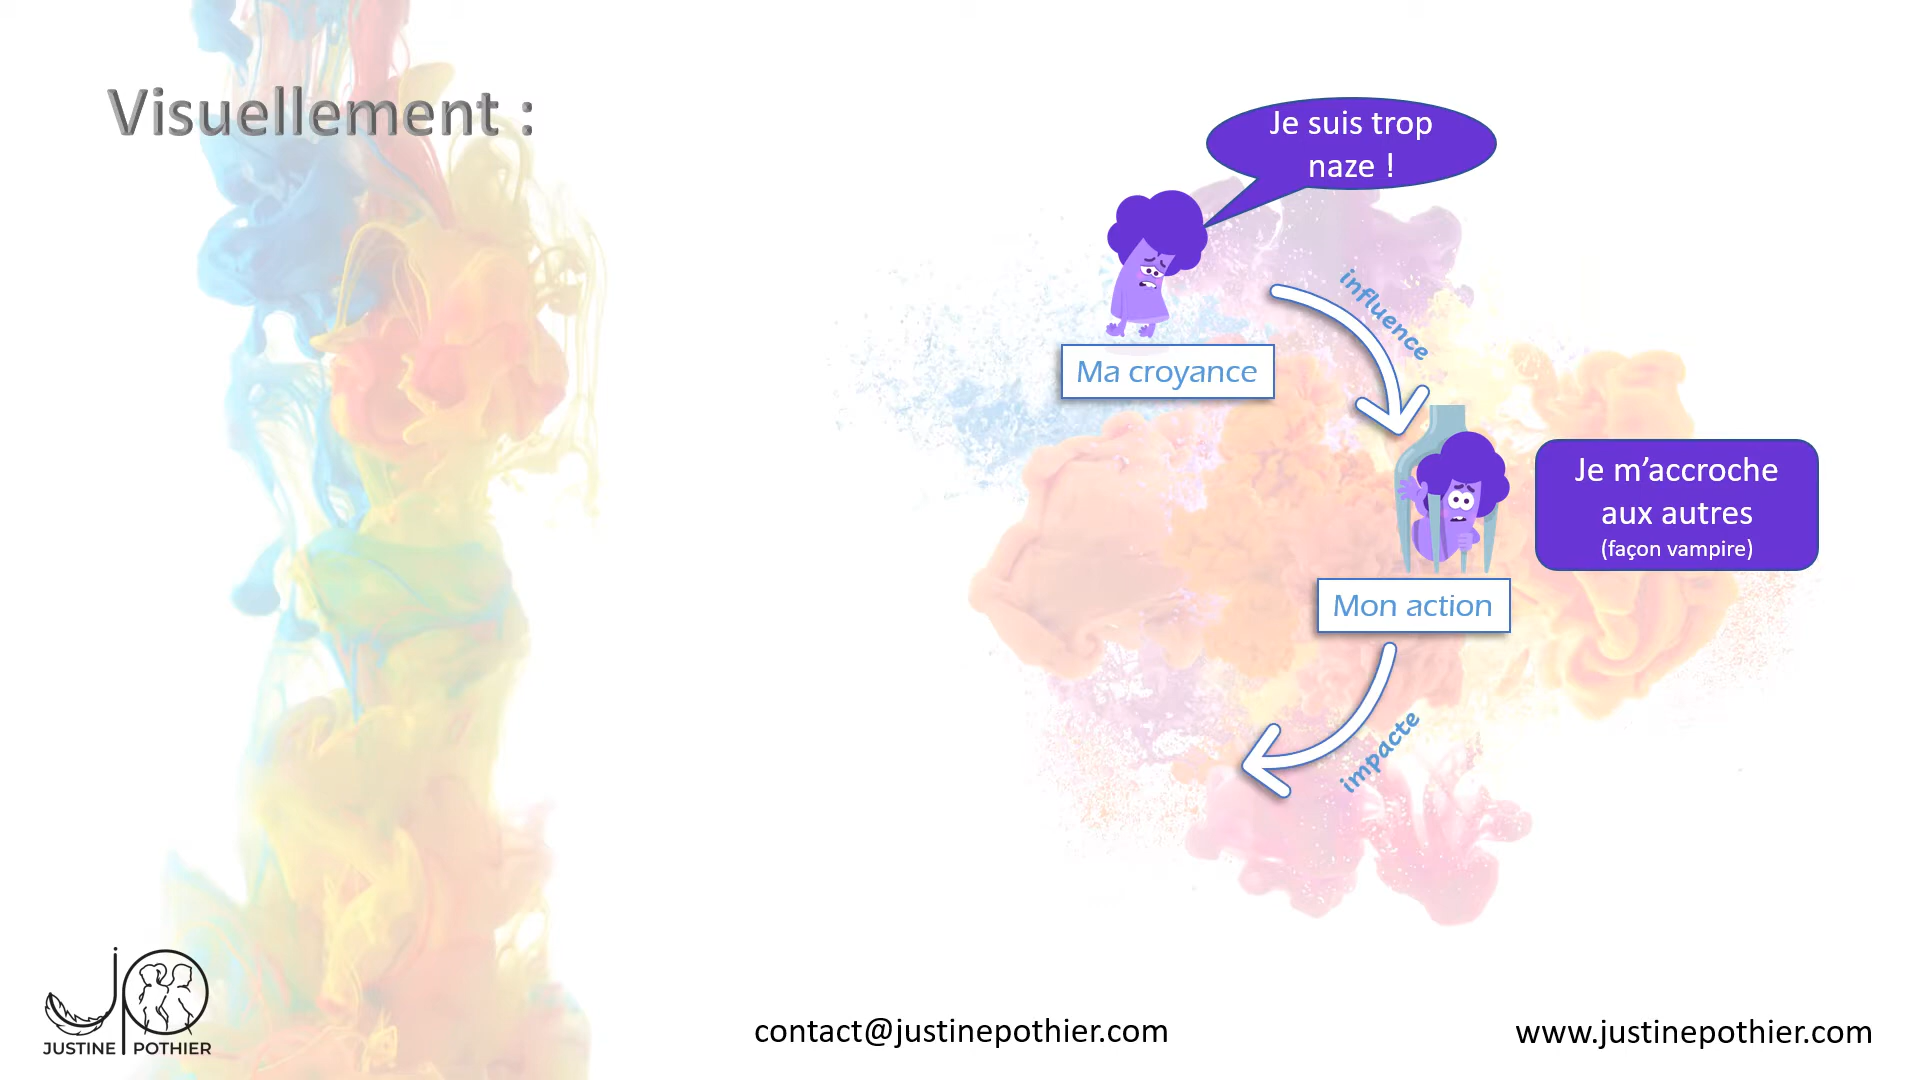 Visuellement :
Je suis trop
naze !
influence
Ma croyance
Je m’accroche
aux autres
(façon vampire)
Mon action
impacte
JUSTINE POTHIER
contact@justinepothier.com
www.justinepothier.com